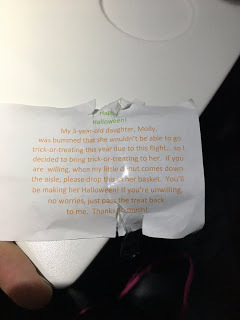 Happy
Halloween!
My 3-year-old daughter, Molly,
was bummed that she wouldn't be able to go
trick-or-treating this year due to this flight... so I
decided to bring trick-or-treating to her. If you
are willing, when my little donut comes down
the aisle, please drop this in her basket. You'll
be making her Halloween! If you're unwilling,
no worries, just pass the treat back
to me. Thanks a bunch!